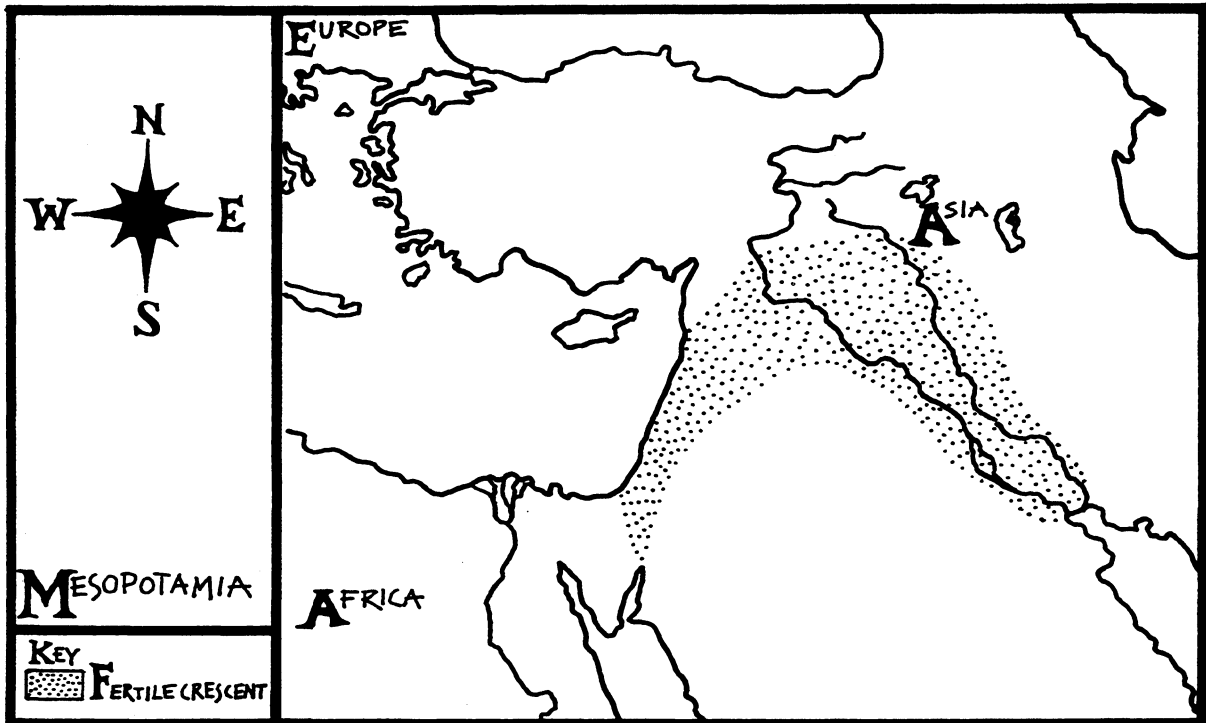 N
W E
S
MESOPOTAMIA
KEY
FERTILE CRESCENT
EUROPE
ASIA
AFRICA